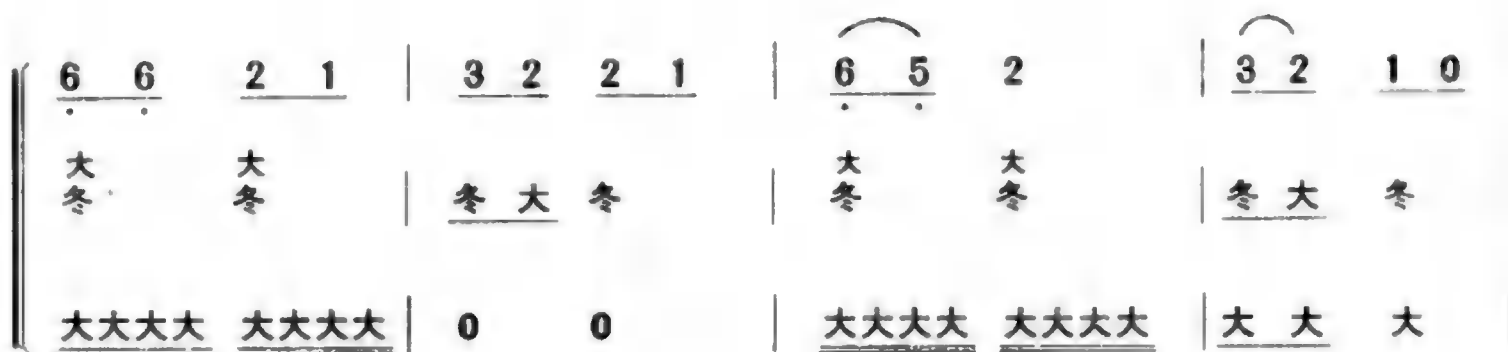 6 6 2 1 | 3 2 2 1 | 6 5 2 | 3 2 1 0
大 大 大 大
冬 冬 | 冬 大 冬 | 冬 冬 | 冬 大 冬
大大大大 大大大大 | 0 0 | 大大大大 大大大大 | 大 大 大